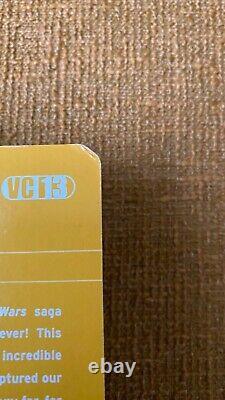 VC13
Wars saga
ever! This
incredible
ptured our